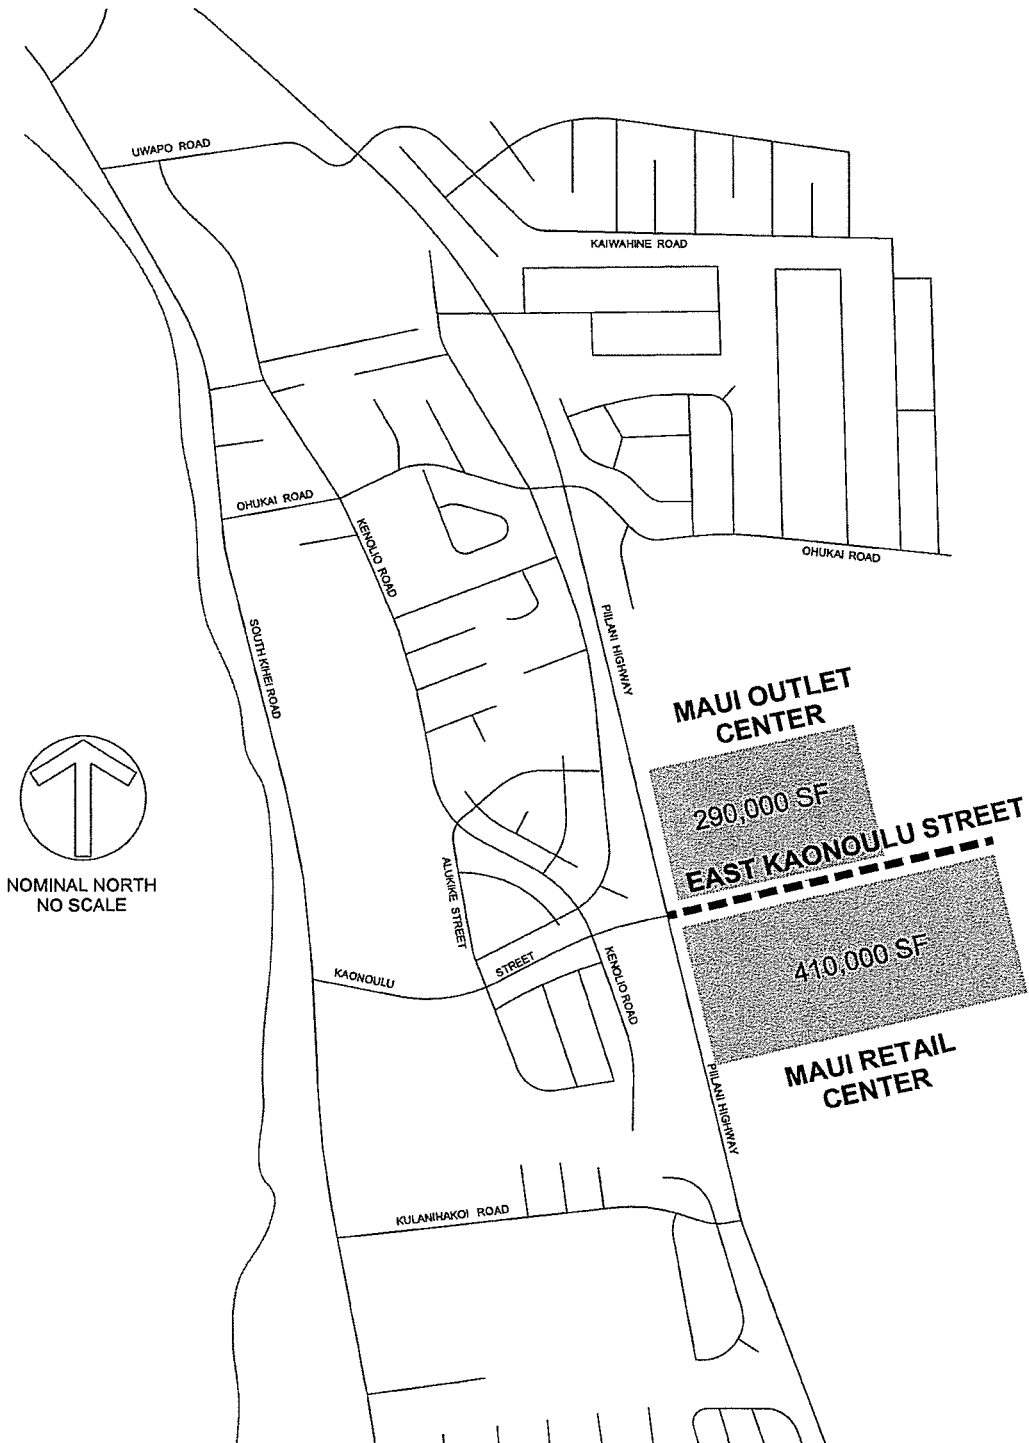 UWAPO ROAD
KAIWAHINE ROAD
OHUKAI ROAD
KENOLIO ROAD
OHUKAI ROAD
SOUTH KIHEI ROAD
PIILANI HIGHWAY
MAUI OUTLET
CENTER
290,000 SF
EAST KAONOULU STREET
NOMINAL NORTH
NO SCALE
ALUKIKE STREET
410,000 SF
KAONOULU
STREET
KENOLIO ROAD
MAUI RETAIL
CENTER
PIILANI HIGHWAY
KULANIHAKOI ROAD